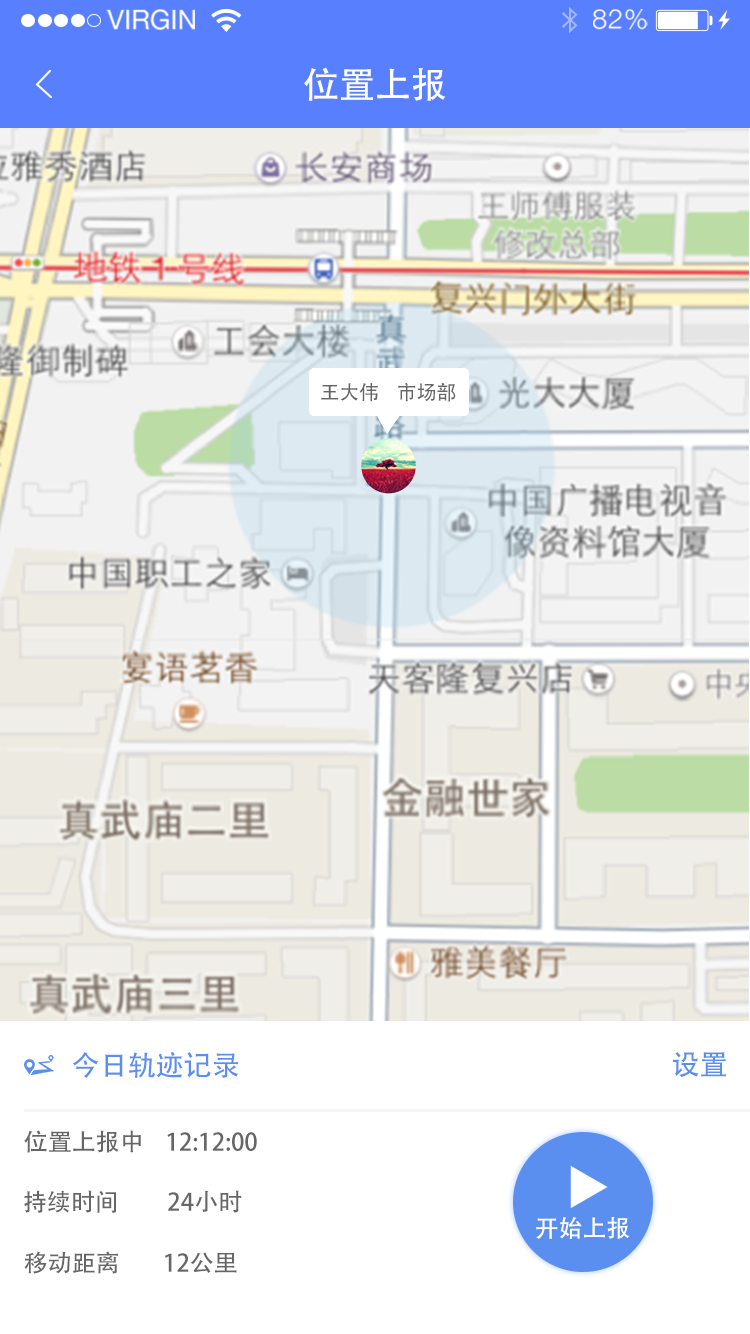 VIRGIN
82%
位置上报
雅秀酒店
长安商场
王师傅服装
修改总部
地铁1号线
复兴门外大街
工会大楼
真武
隆御制碑
王大伟 市场部
光大大厦
路
中国广播电视音
像资料馆大厦
中国职工之家
宴语茗香
天客隆复兴店
中央
金融世家
真武庙二里
雅美餐厅
真武庙三里
今日轨迹记录
设置
位置上报中 12:12:00
持续时间 24小时
开始上报
移动距离 12公里